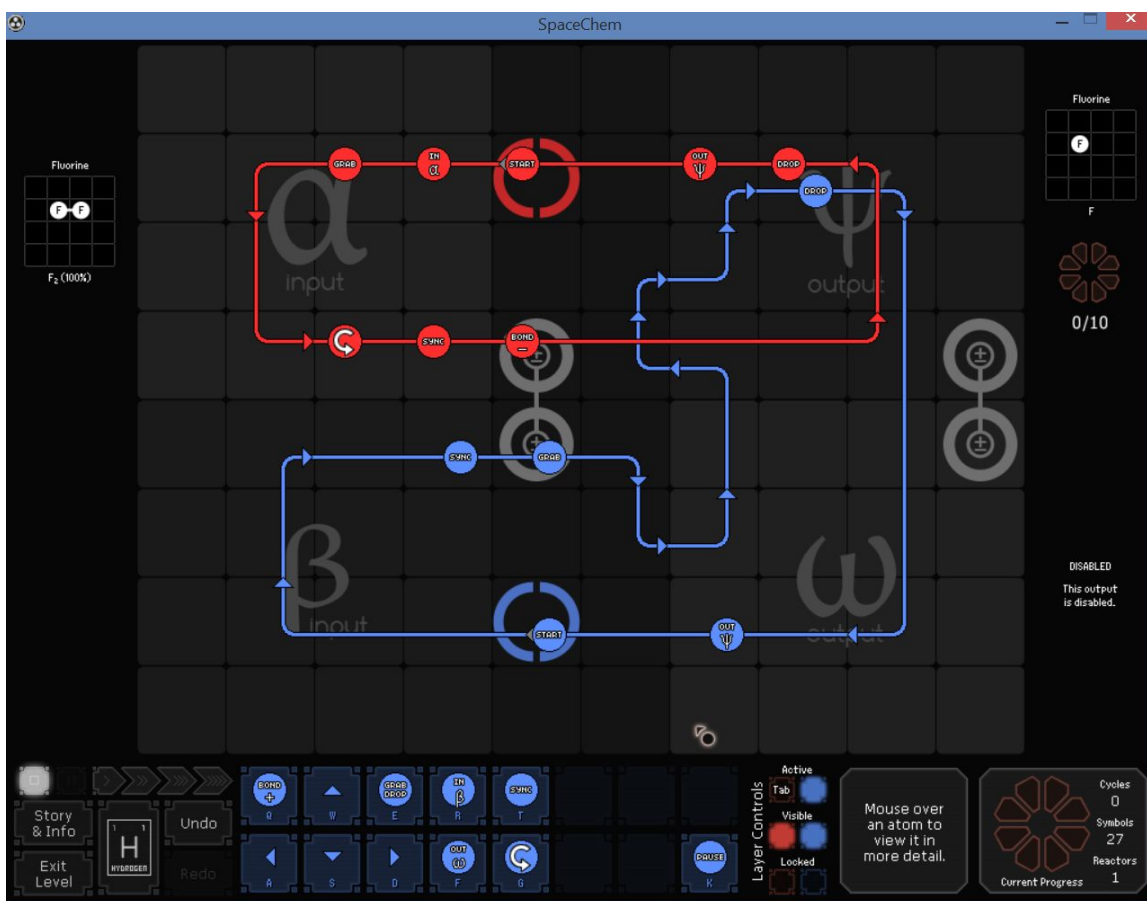 SpaceChem
Fluorine
F F
F₂ (100%)
Fluorine
F
F
0/10
DISABLED
This output
is disabled.
α
input
ψ
output
β
input
ω
output
GRAB
IN
α
START
OUT
ψ
DROP
DROP
SYNC
BOND
–
±
±
±
±
SYNC
GRAB
START
OUT
ψ
Story
& Info
Exit
Level
1 1
H
HYDROGEN
Undo
Redo
BOND
+
Q
W
GRAB
DROP
E
IN
β
R
SYNC
T
A
S
D
OUT
ω
F
G
PAUSE
K
Layer Controls
Active
Tab
Visible
Locked
Mouse over
an atom to
view it in
more detail.
Cycles
0
Symbols
27
Reactors
1
Current Progress